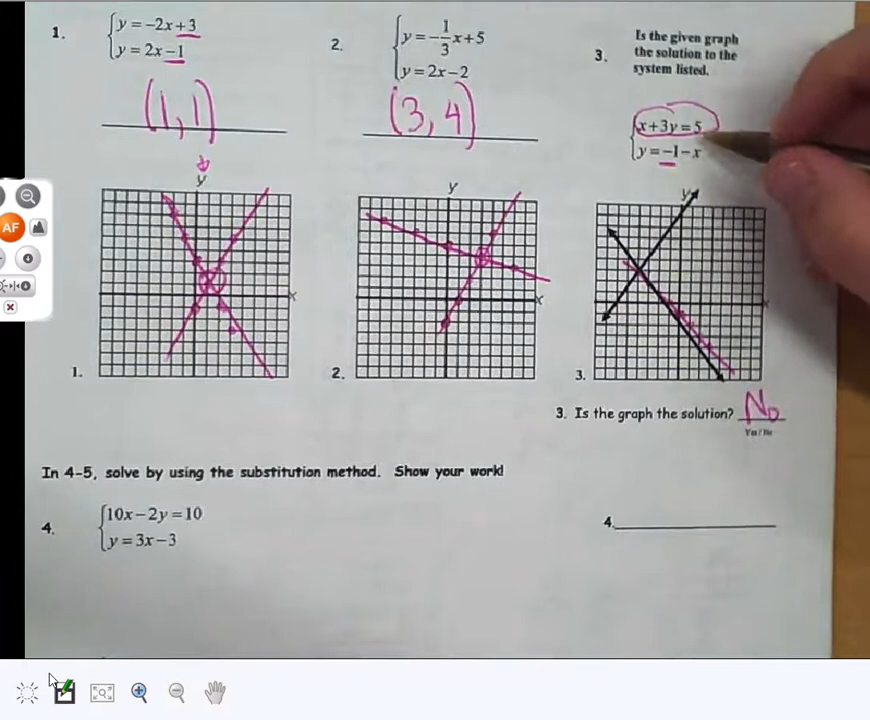 1.
y = -2x+3
y = 2x-1
(1,1)
2.
y = -1/3x+5
y = 2x-2
(3,4)
3.
Is the given graph
the solution to the
system listed.
x+3y = 5
y = -1-x
y
x
1.
y
x
2.
y
x
3.
3. Is the graph the solution? No
Yes / No
In 4-5, solve by using the substitution method. Show your work!
4.
10x-2y = 10
y = 3x-3
4.
AF